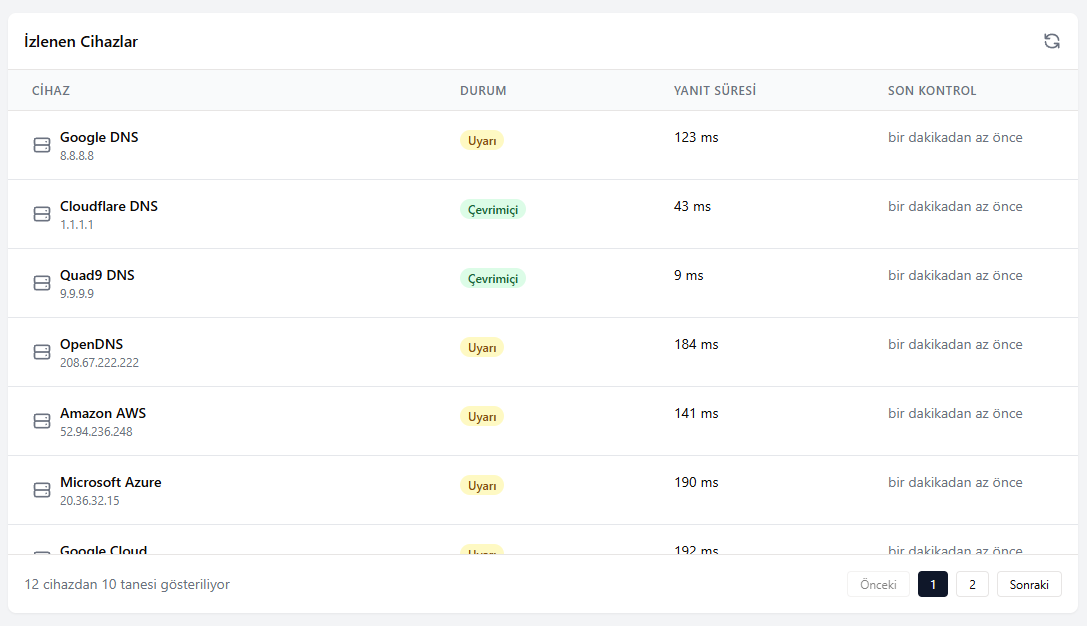 İzlenen Cihazlar
CİHAZ DURUM YANIT SÜRESİ SON KONTROL
Google DNS Uyarı 123 ms bir dakikadan az önce
8.8.8.8
Cloudflare DNS Çevrimiçi 43 ms bir dakikadan az önce
1.1.1.1
Quad9 DNS Çevrimiçi 9 ms bir dakikadan az önce
9.9.9.9
OpenDNS Uyarı 184 ms bir dakikadan az önce
208.67.222.222
Amazon AWS Uyarı 141 ms bir dakikadan az önce
52.94.236.248
Microsoft Azure Uyarı 190 ms bir dakikadan az önce
20.36.32.15
Google Cloud Uyarı 192 ms bir dakikadan az önce
12 cihazdan 10 tanesi gösteriliyor Önceki 1 2 Sonraki